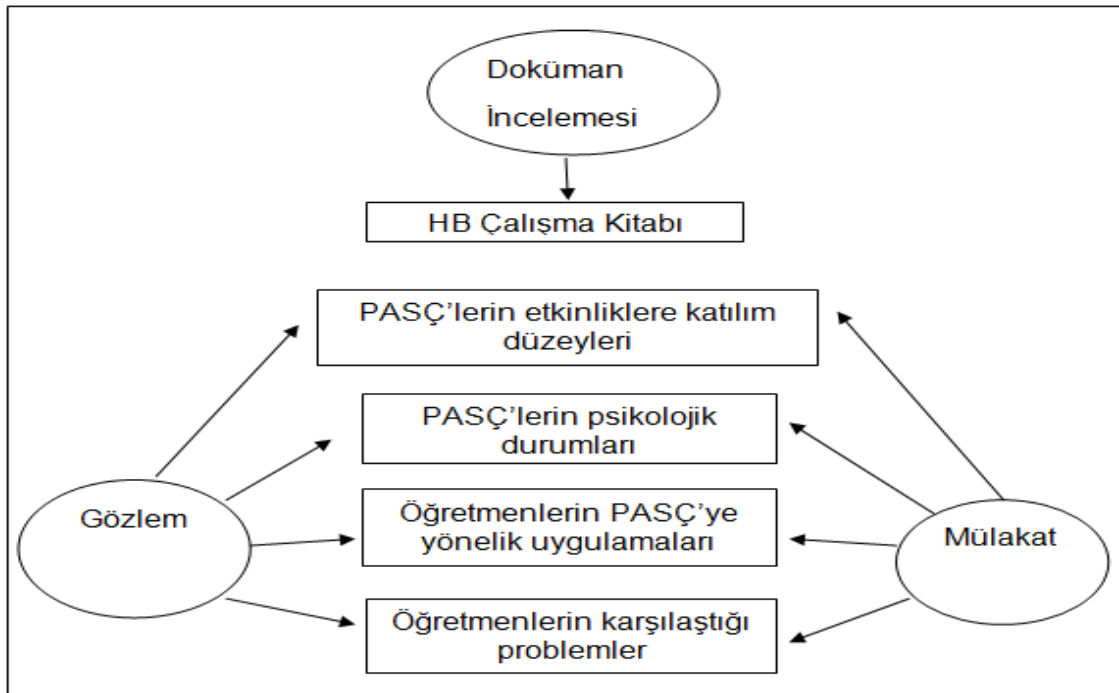 Doküman
İncelemesi
HB Çalışma Kitabı
PASÇ’lerin etkinliklere katılım
düzeyleri
PASÇ’lerin psikolojik
durumları
Gözlem
Öğretmenlerin PASÇ’ye
yönelik uygulamaları
Mülakat
Öğretmenlerin karşılaştığı
problemler